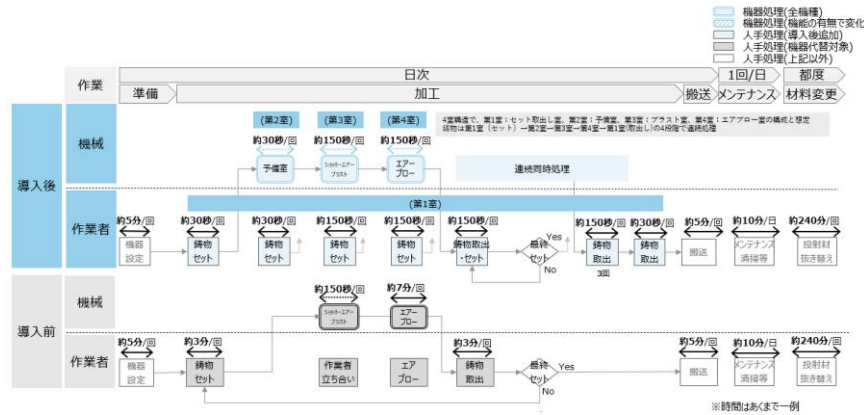 機器処理(全機種)
機器処理(機能の有無で変化
人手処理(導入後追加)
人手処理(機器代替対象)
人手処理(上記以外)
作業
日次
1回/日
都度
準備
加工
搬送
メンテナンス
材料変更
導入後
機械
(第2室)
(第3室)
(第4室)
4室構造で、第1室:セット取出し室、第2室:予備室、第3室:ブラスト室、第4室:エアブロー室の構成と想定
鋳物は第1室(セット)→第2室→第3室→第4室→第1室(取出し)の4段階で連続処理
約30秒/回
約150秒/回
約150秒/回
予備室
ショット・エアー
ブラスト
エアー
ブロー
連続同時処理
作業者
(第1室)
約5分/回
約30秒/回
約30秒/回
約150秒/回
約150秒/回
約150秒/回
Yes
約150秒/回
約30秒/回
約5分/回
約10分/日
約240分/回
機器
設定
鋳物
セット
鋳物
セット
鋳物
セット
鋳物
セット
鋳物取出
・セット
最終
セット
鋳物
取出
鋳物
取出
搬送
メンテナンス
清掃等
投射材
抜き替え
No
3回
導入前
機械
約150秒/回
約7分/回
ショット・エアー
ブラスト
エアー
ブロー
作業者
約5分/回
約3分/回
約3分/回
約5分/回
約10分/日
約240分/回
機器
設定
鋳物
セット
作業者
立ち合い
エア
ブロー
鋳物
取出
最終
セット
Yes
搬送
メンテナンス
清掃等
投射材
抜き替え
※時間はあくまで一例